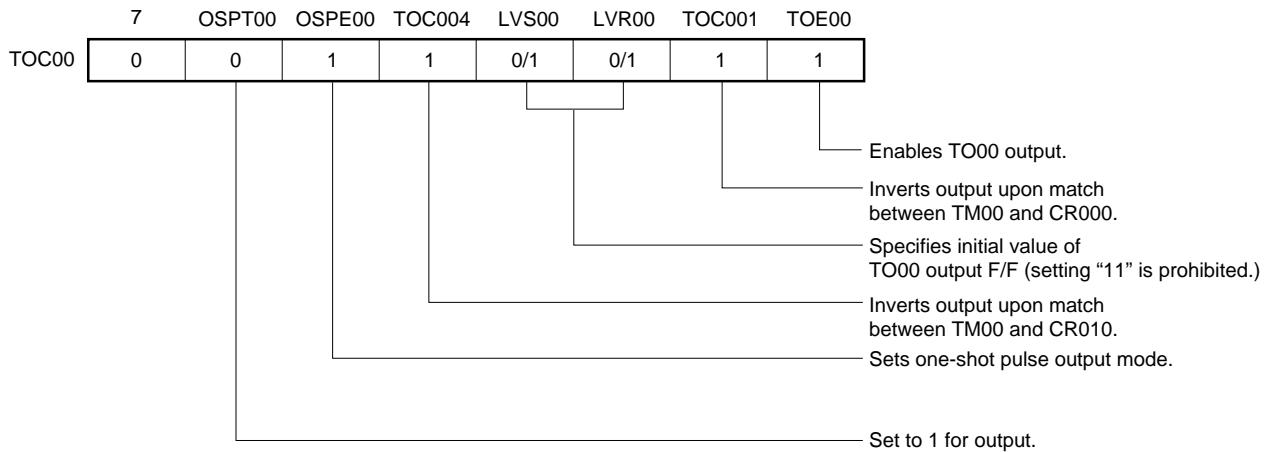 7 OSPT00 OSPE00 TOC004 LVS00 LVR00 TOC001 TOE00
TOC00 0 0 1 1 0/1 0/1 1 1
Enables TO00 output.
Inverts output upon match
between TM00 and CR000.
Specifies initial value of
TO00 output F/F (setting “11” is prohibited.)
Inverts output upon match
between TM00 and CR010.
Sets one-shot pulse output mode.
Set to 1 for output.